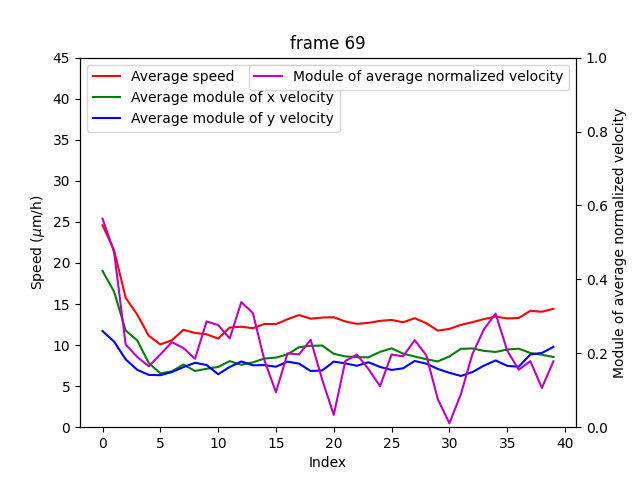 frame 69
Average speed
Average module of x velocity
Average module of y velocity
Module of average normalized velocity
Speed (μm/h)
45
40
35
30
25
20
15
10
5
0
1.0
0.8
0.6
0.4
0.2
0.0
Module of average normalized velocity
0 5 10 15 20 25 30 35 40
Index